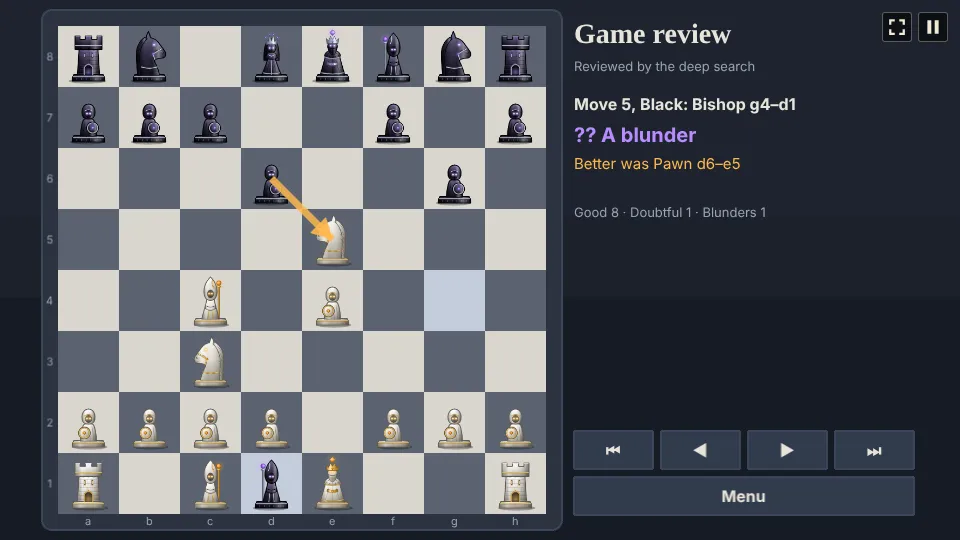 Game review
Reviewed by the deep search
Move 5, Black: Bishop g4–d1
?? A blunder
Better was Pawn d6–e5
Good 8 · Doubtful 1 · Blunders 1
Menu
8
7
6
5
4
3
2
1
a b c d e f g h